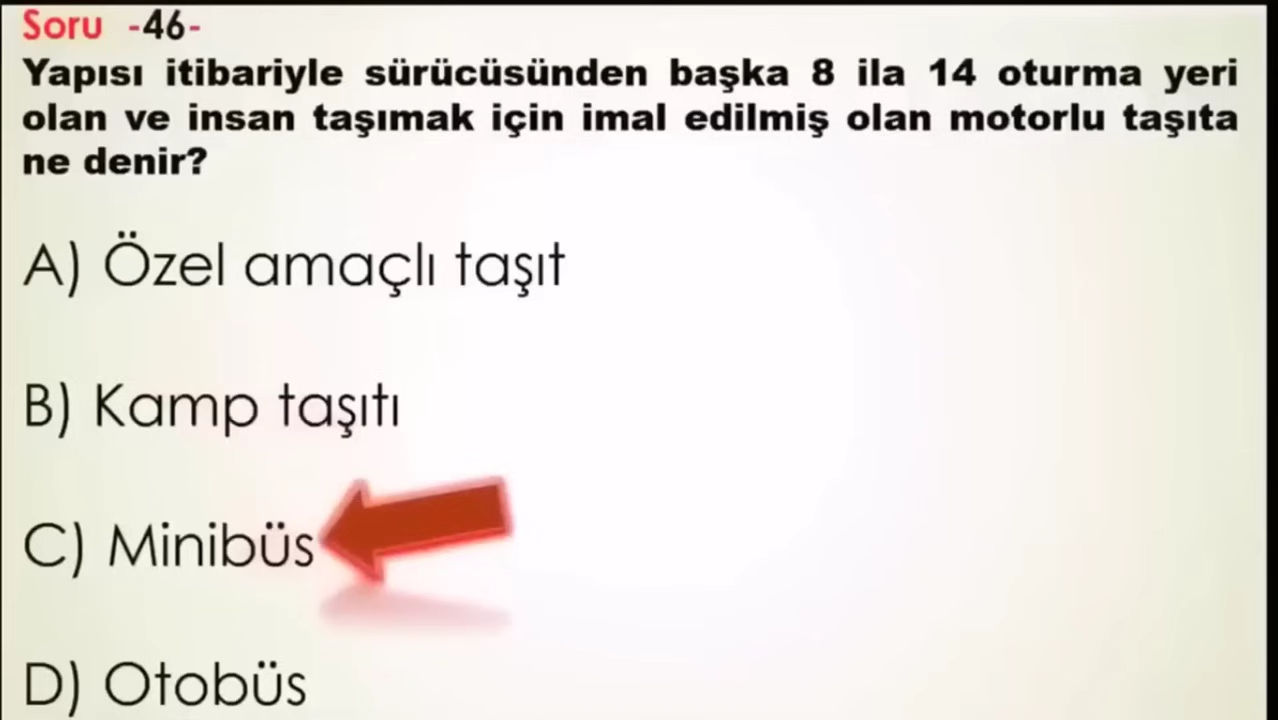 Soru -46-
Yapısı itibariyle sürücüsünden başka 8 ila 14 oturma yeri
olan ve insan taşımak için imal edilmiş olan motorlu taşıta
ne denir?
A) Özel amaçlı taşıt
B) Kamp taşıtı
C) Minibüs
D) Otobüs